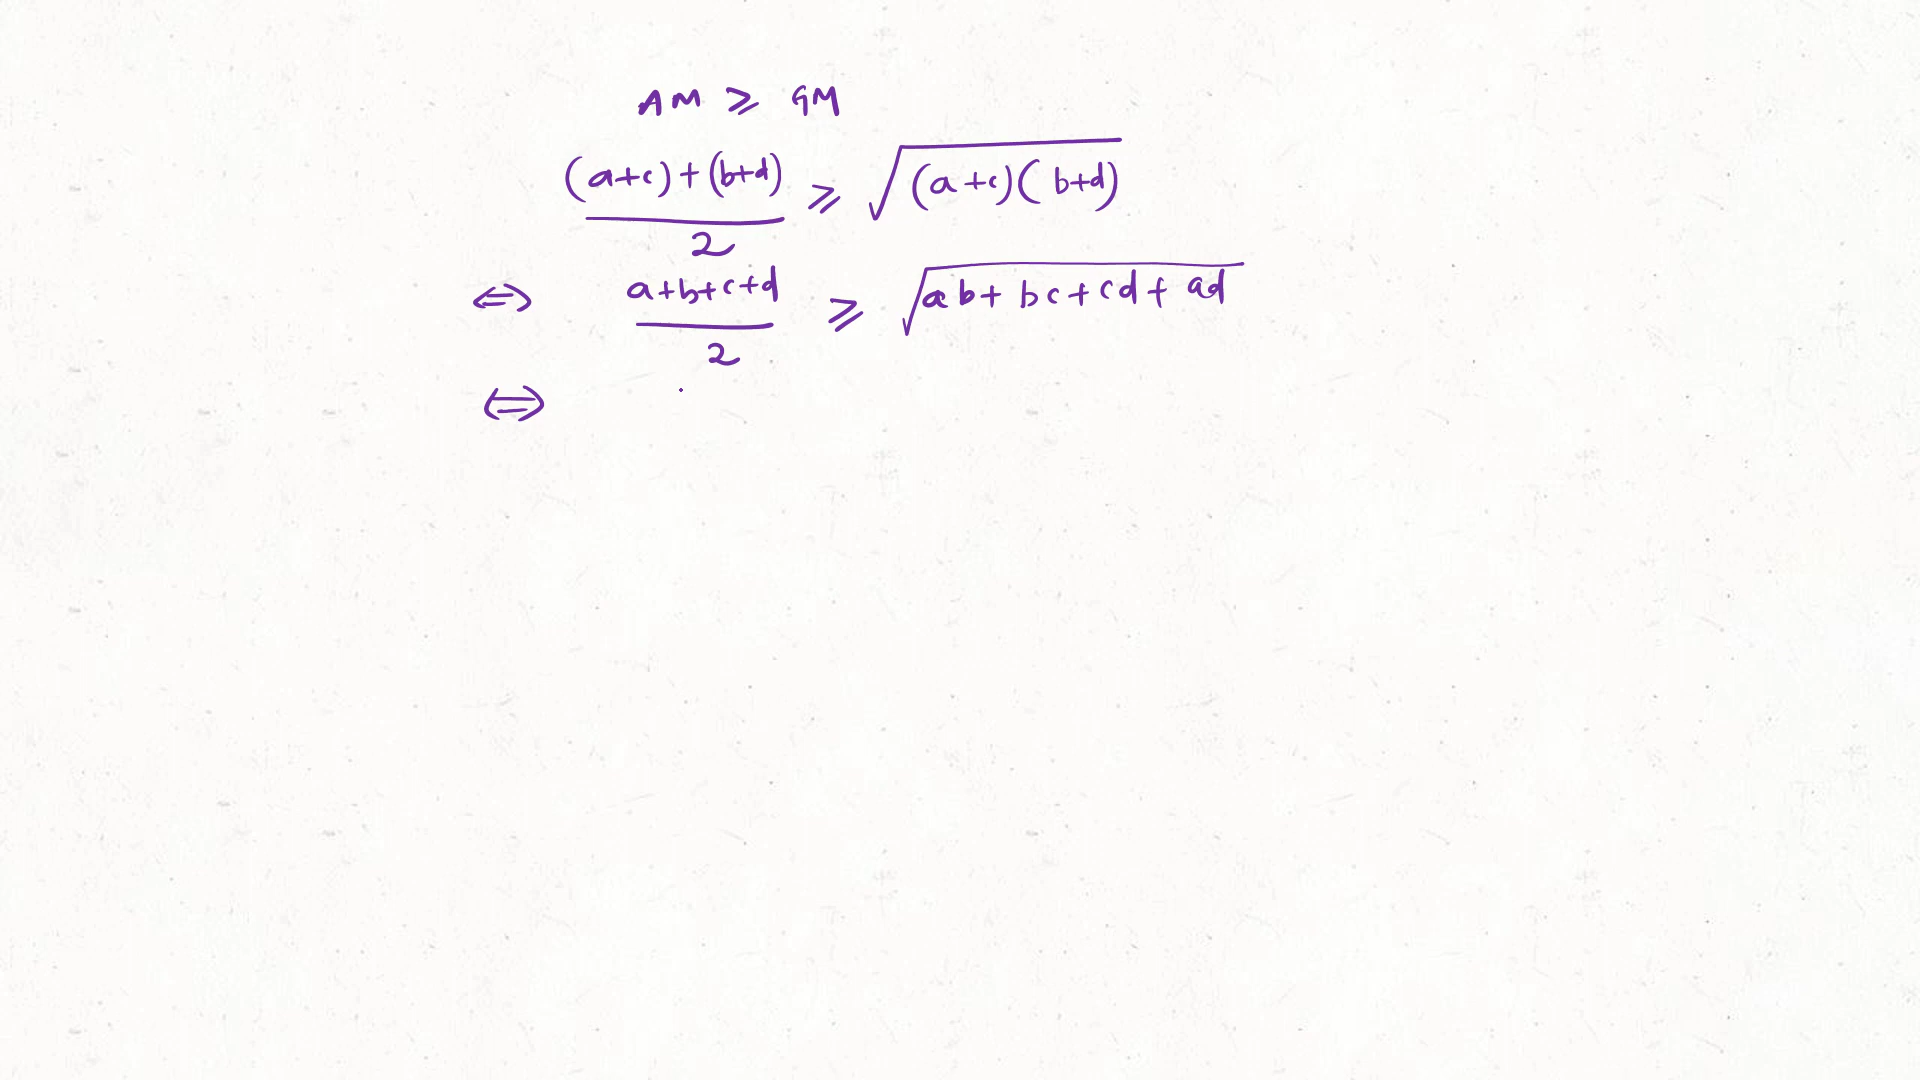 AM ⩾ GM
((a+c)+(b+d))/2 ⩾ √((a+c)(b+d))
⇔ (a+b+c+d)/2 ⩾ √(ab+bc+cd+ad)
⇔